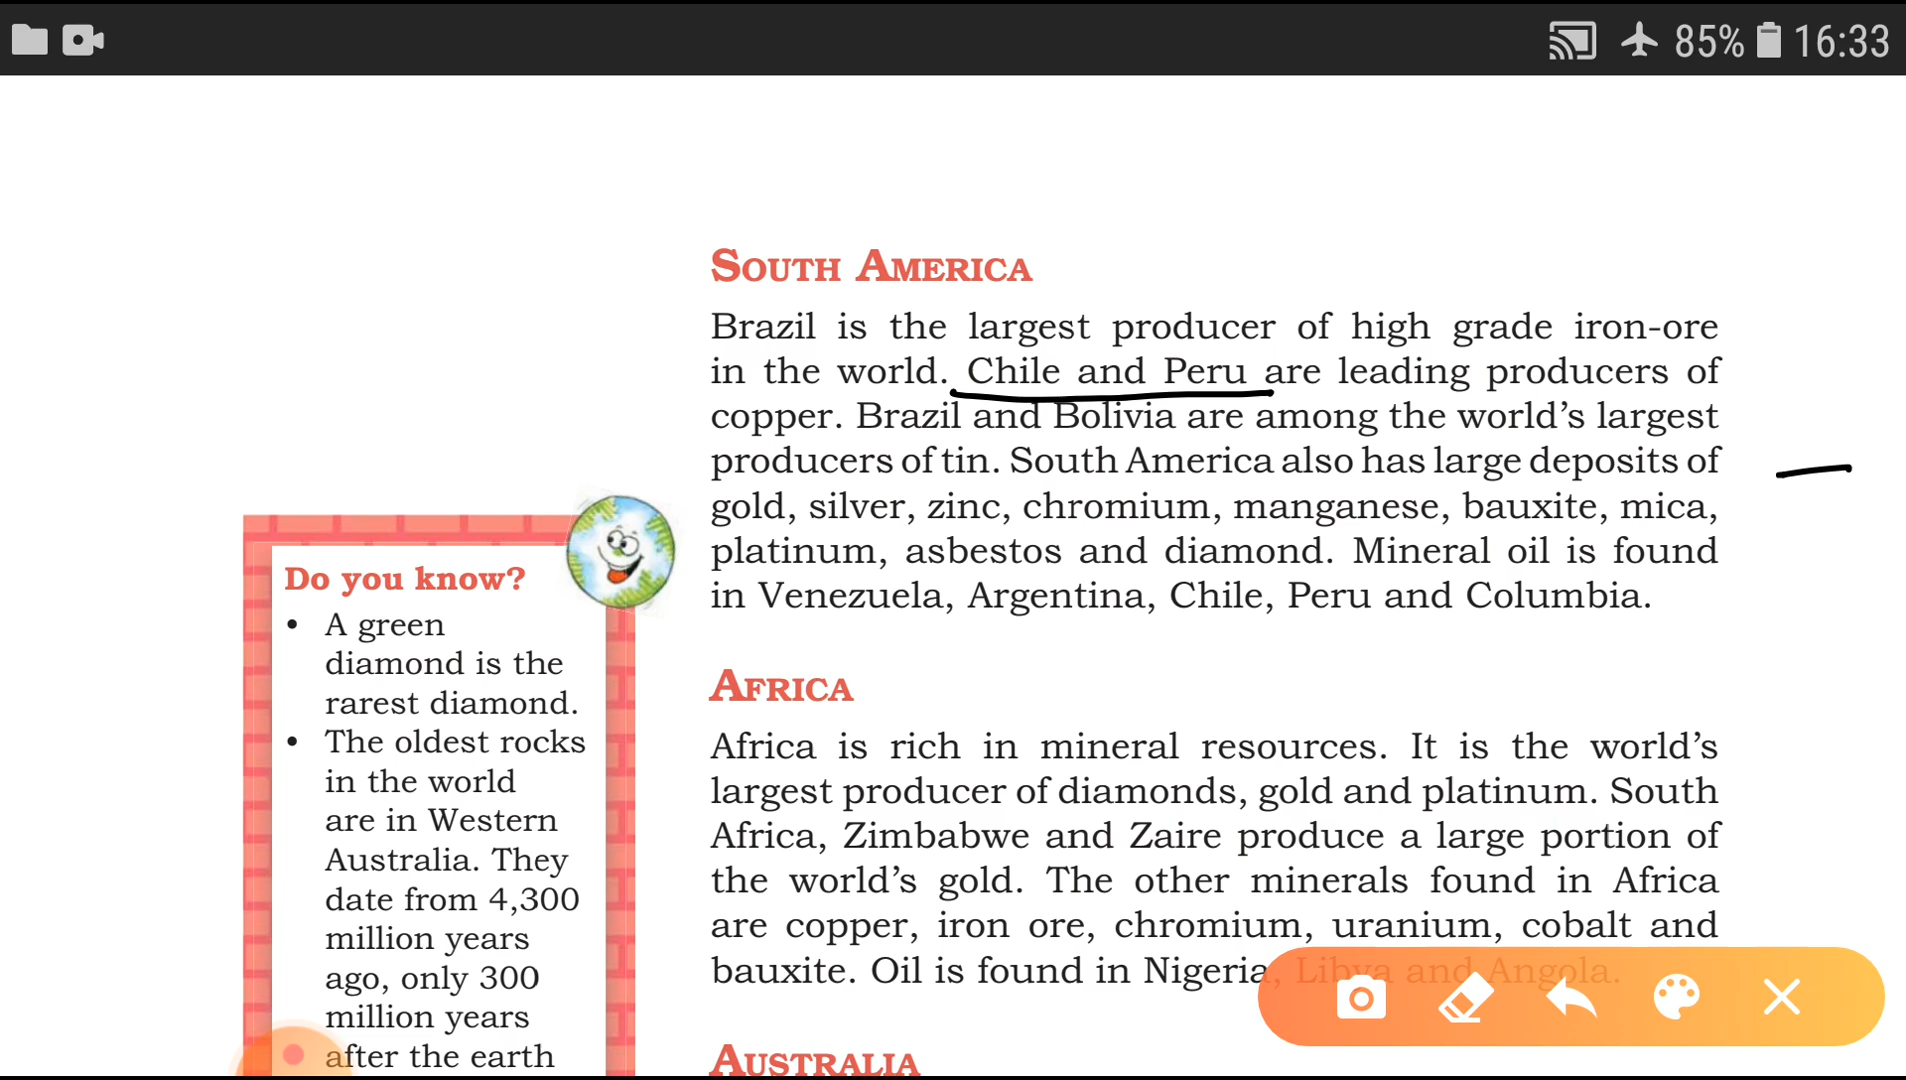 85% 16:33
SOUTH AMERICA
Brazil is the largest producer of high grade iron-ore
in the world. Chile and Peru are leading producers of
copper. Brazil and Bolivia are among the world's largest
producers of tin. South America also has large deposits of
gold, silver, zinc, chromium, manganese, bauxite, mica,
platinum, asbestos and diamond. Mineral oil is found
in Venezuela, Argentina, Chile, Peru and Columbia.
AFRICA
Africa is rich in mineral resources. It is the world's
largest producer of diamonds, gold and platinum. South
Africa, Zimbabwe and Zaire produce a large portion of
the world's gold. The other minerals found in Africa
are copper, iron ore, chromium, uranium, cobalt and
bauxite. Oil is found in Nigeria, Libya and Angola.
AUSTRALIA
Do you know?
• A green
diamond is the
rarest diamond.
• The oldest rocks
in the world
are in Western
Australia. They
date from 4,300
million years
ago, only 300
million years
after the earth